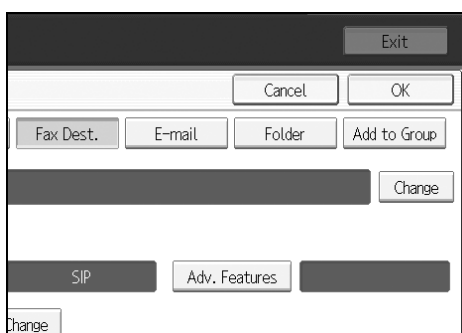 Exit
Cancel OK
Fax Dest. E-mail Folder Add to Group
Change
SIP Adv. Features
Change